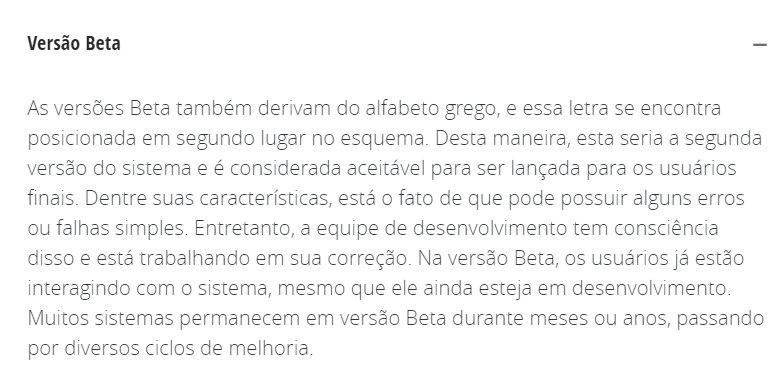 Versão Beta
As versões Beta também derivam do alfabeto grego, e essa letra se encontra
posicionada em segundo lugar no esquema. Desta maneira, esta seria a segunda
versão do sistema e é considerada aceitável para ser lançada para os usuários
finais. Dentre suas características, está o fato de que pode possuir alguns erros
ou falhas simples. Entretanto, a equipe de desenvolvimento tem consciência
disso e está trabalhando em sua correção. Na versão Beta, os usuários já estão
interagindo com o sistema, mesmo que ele ainda esteja em desenvolvimento.
Muitos sistemas permanecem em versão Beta durante meses ou anos, passando
por diversos ciclos de melhoria.